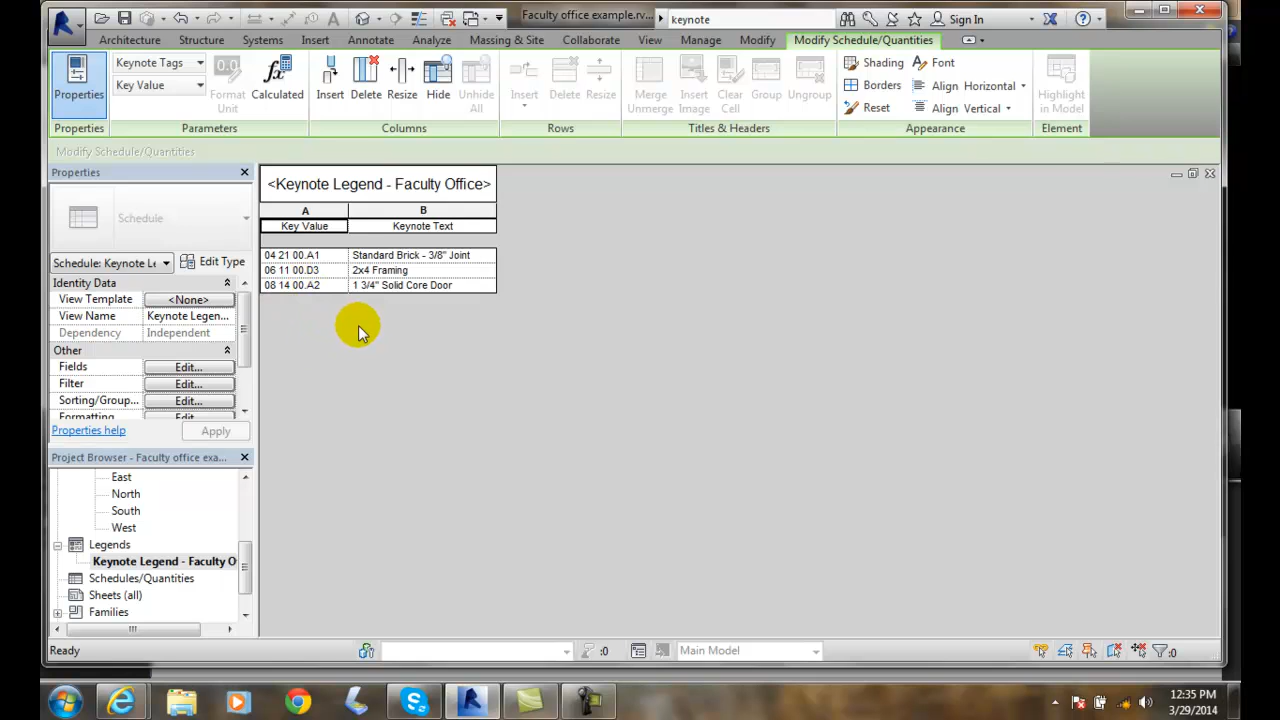 Faculty office example.rv...
keynote
Sign In
Architecture Structure Systems Insert Annotate Analyze Massing & Site Collaborate View Manage Modify Modify Schedule/Quantities
Properties
Keynote Tags
Key Value
0.0
Format
Unit
Calculated
Insert
Delete
Resize
Hide
Unhide
All
Insert
Delete
Resize
Merge
Unmerge
Insert
Image
Clear
Cell
Group
Ungroup
Shading
Borders
Reset
Font
Align Horizontal
Align Vertical
Highlight
in Model
Properties Parameters Columns Rows Titles & Headers Appearance Element
Modify Schedule/Quantities
Properties
Schedule
Schedule: Keynote Le
Edit Type
Identity Data
View Template <None>
View Name Keynote Legen...
Dependency Independent
Other
Fields Edit...
Filter Edit...
Sorting/Group... Edit...
Formatting Edit...
Properties help
Apply
Project Browser - Faculty office exa...
East
North
South
West
Legends
Keynote Legend - Faculty O
Schedules/Quantities
Sheets (all)
Families
<Keynote Legend - Faculty Office>
A B
Key Value Keynote Text
04 21 00.A1 Standard Brick - 3/8" Joint
06 11 00.D3 2x4 Framing
08 14 00.A2 1 3/4" Solid Core Door
Ready
:0
Main Model
:0
12:35 PM
3/29/2014